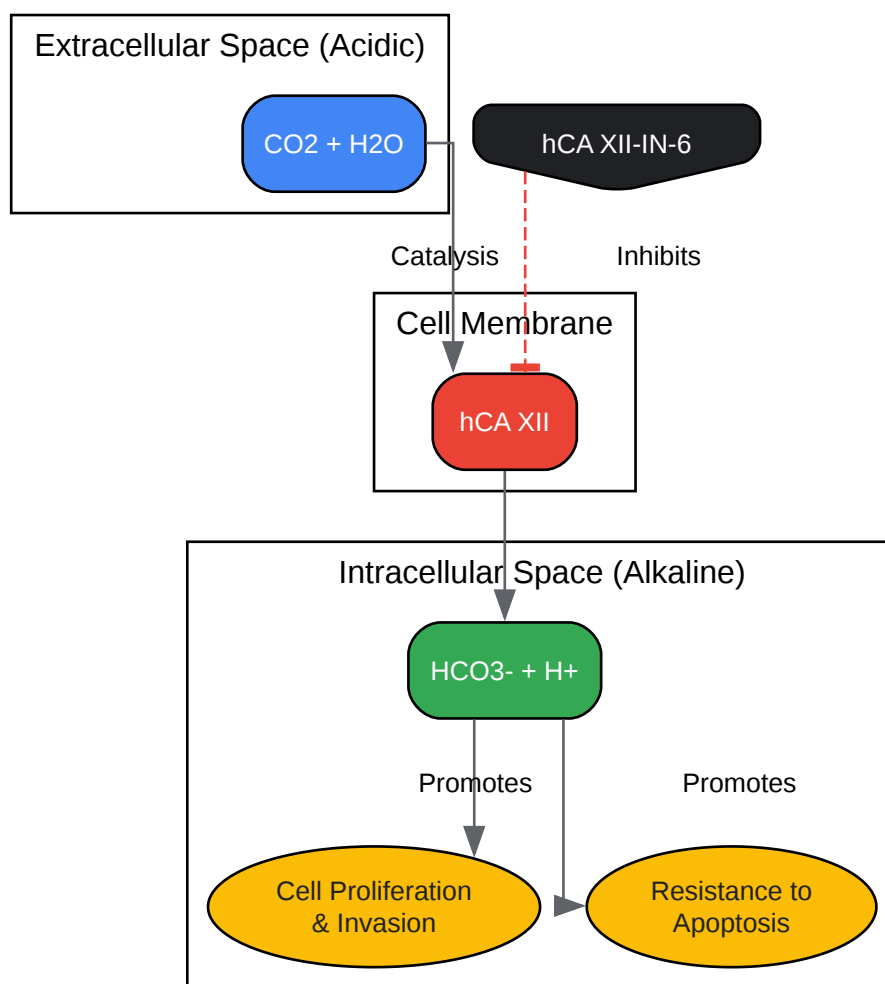 Extracellular Space (Acidic)
CO2 + H2O
hCA XII-IN-6
Catalysis
Inhibits
Cell Membrane
hCA XII
Intracellular Space (Alkaline)
HCO3- + H+
Promotes
Promotes
Cell Proliferation
& Invasion
Resistance to
Apoptosis